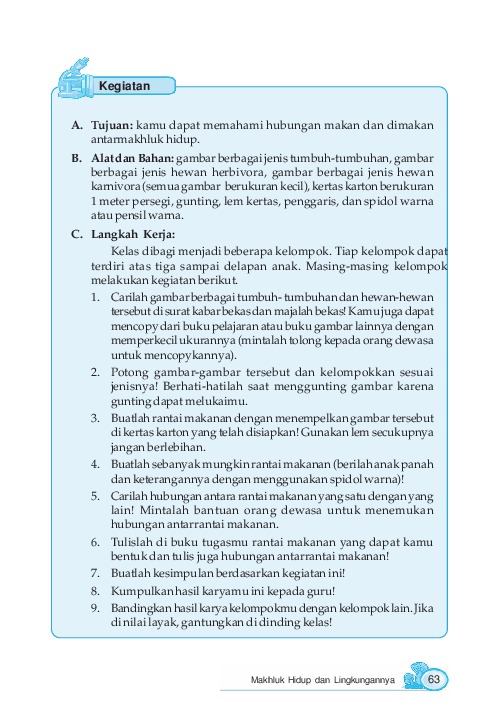 Kegiatan
A. Tujuan: kamu dapat memahami hubungan makan dan dimakan
antarmakhluk hidup.
B. Alat dan Bahan: gambar berbagai jenis tumbuh-tumbuhan, gambar
berbagai jenis hewan herbivora, gambar berbagai jenis hewan
karnivora (semua gambar berukuran kecil), kertas karton berukuran
1 meter persegi, gunting, lem kertas, penggaris, dan spidol warna
atau pensil warna.
C. Langkah Kerja:
Kelas dibagi menjadi beberapa kelompok. Tiap kelompok dapat
terdiri atas tiga sampai delapan anak. Masing-masing kelompok
melakukan kegiatan berikut.
1. Carilah gambar berbagai tumbuh- tumbuhan dan hewan-hewan
tersebut di surat kabar bekas dan majalah bekas! Kamu juga dapat
mencopy dari buku pelajaran atau buku gambar lainnya dengan
memperkecil ukurannya (mintalah tolong kepada orang dewasa
untuk mencopykannya).
2. Potong gambar-gambar tersebut dan kelompokkan sesuai
jenisnya! Berhati-hatilah saat menggunting gambar karena
gunting dapat melukaimu.
3. Buatlah rantai makanan dengan menempelkan gambar tersebut
di kertas karton yang telah disiapkan! Gunakan lem secukupnya
jangan berlebihan.
4. Buatlah sebanyak mungkin rantai makanan (berilah anak panah
dan keterangannya dengan menggunakan spidol warna)!
5. Carilah hubungan antara rantai makanan yang satu dengan yang
lain! Mintalah bantuan orang dewasa untuk menemukan
hubungan antarrantai makanan.
6. Tulislah di buku tugasmu rantai makanan yang dapat kamu
bentuk dan tulis juga hubungan antarrantai makanan!
7. Buatlah kesimpulan berdasarkan kegiatan ini!
8. Kumpulkan hasil karyamu ini kepada guru!
9. Bandingkan hasil karya kelompokmu dengan kelompok lain. Jika
dinilai layak, gantungkan di dinding kelas!
Makhluk Hidup dan Lingkungannya 63